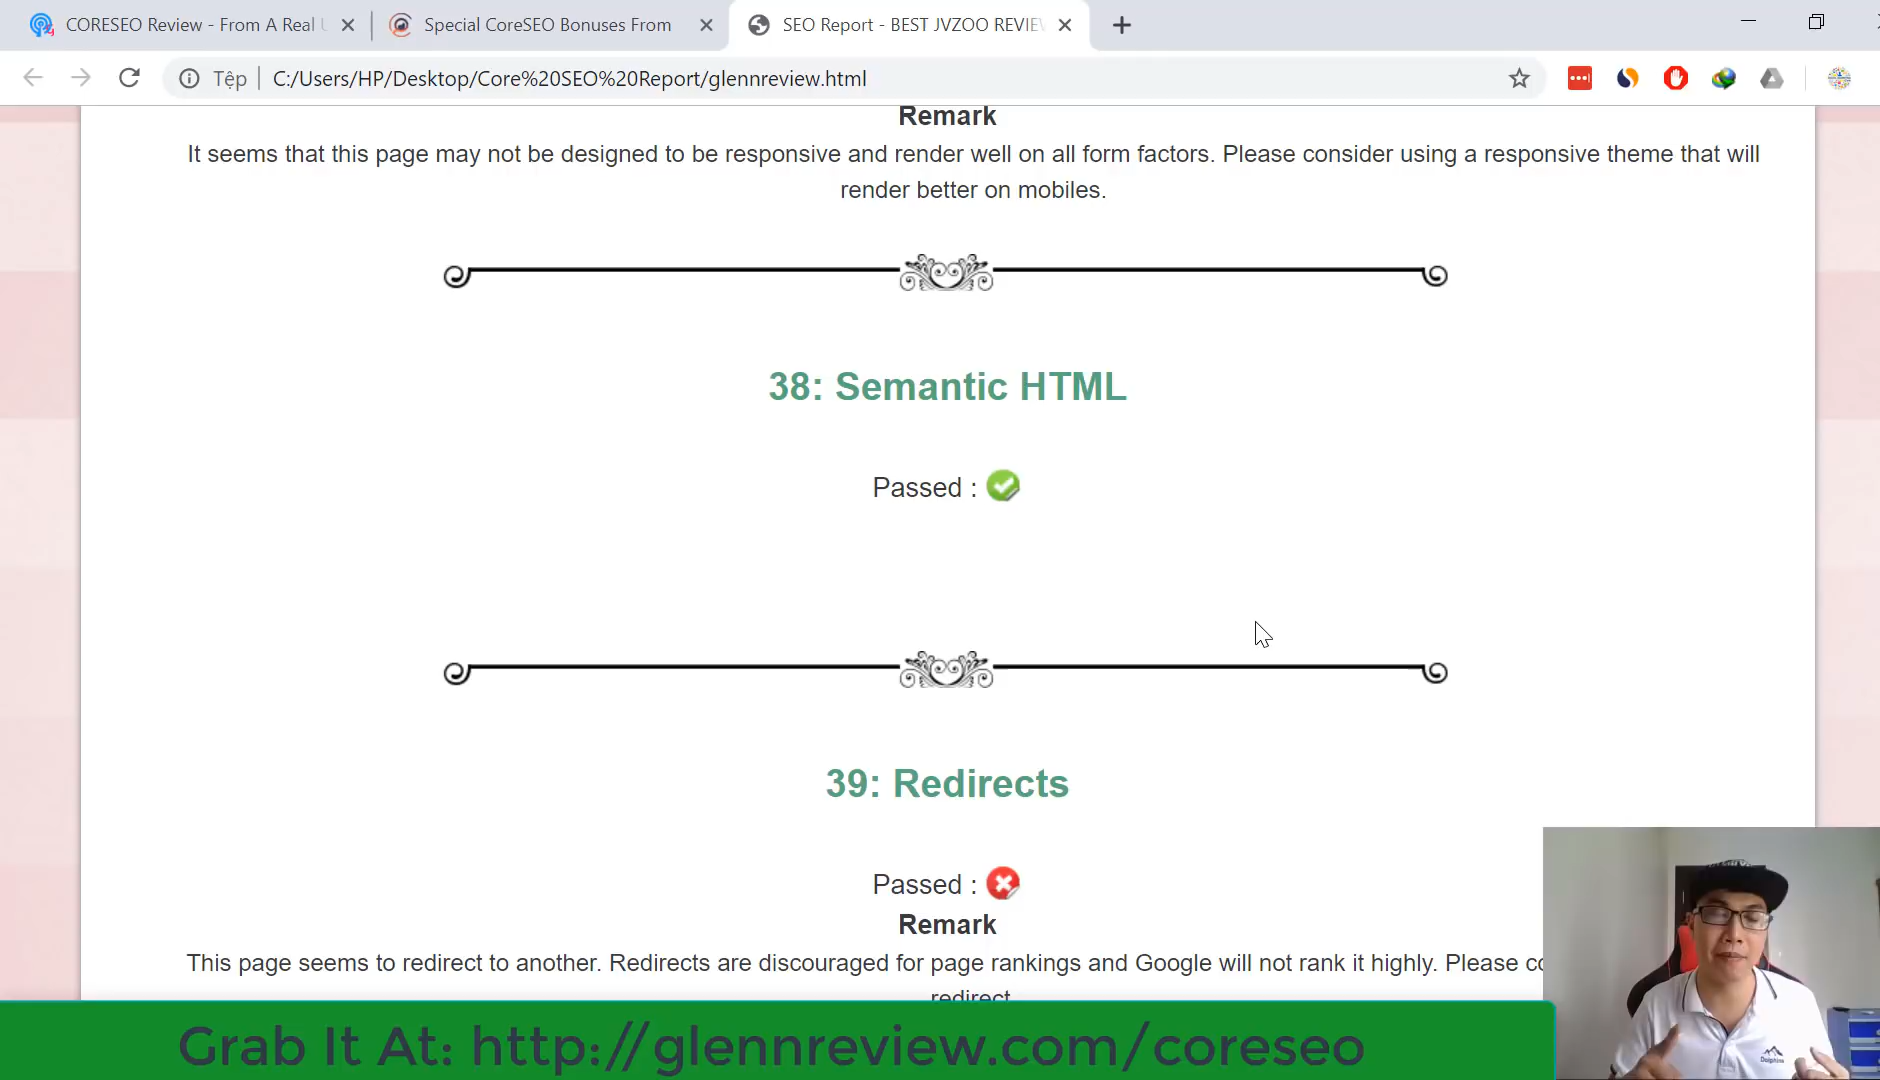 CORESEO Review - From A Real
Special CoreSEO Bonuses From
SEO Report - BEST JVZOO REVIE
Tệp
C:/Users/HP/Desktop/Core%20SEO%20Report/glennreview.html
Remark
It seems that this page may not be designed to be responsive and render well on all form factors. Please consider using a responsive theme that will
render better on mobiles.
38: Semantic HTML
Passed :
39: Redirects
Passed :
Remark
This page seems to redirect to another. Redirects are discouraged for page rankings and Google will not rank it highly. Please
redirect
Grab It At: http://glennreview.com/coreseo
Dolphins